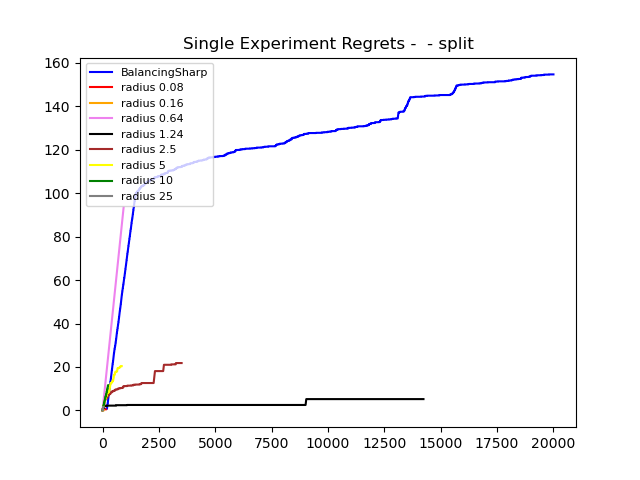 Single Experiment Regrets -  - split
160
140
120
100
80
60
40
20
0
BalancingSharp
radius 0.08
radius 0.16
radius 0.64
radius 1.24
radius 2.5
radius 5
radius 10
radius 25
0 2500 5000 7500 10000 12500 15000 17500 20000